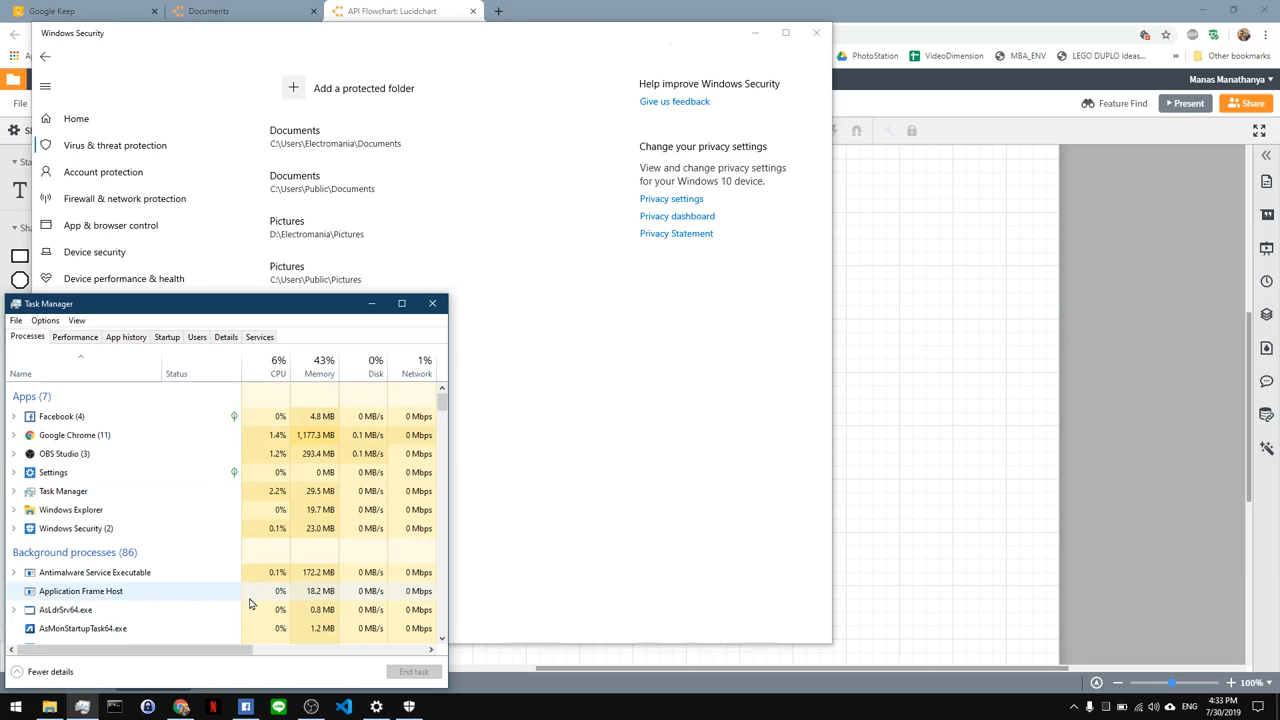 Google Keep
Documents
API Flowchart: Lucidchart
Windows Security
PhotoStation
VideoDimension
MBA_ENV
LEGO DUPLO Ideas...
»
Other bookmarks
Manas Manathanya
File
Feature Find
Present
Share
Add a protected folder
Help improve Windows Security
Give us feedback
Home
Virus & threat protection
Account protection
Firewall & network protection
App & browser control
Device security
Device performance & health
Documents
C:\Users\Electromania\Documents
Documents
C:\Users\Public\Documents
Pictures
D:\Electromania\Pictures
Pictures
C:\Users\Public\Pictures
Change your privacy settings
View and change privacy settings
for your Windows 10 device.
Privacy settings
Privacy dashboard
Privacy Statement
Task Manager
File Options View
Processes Performance App history Startup Users Details Services
6% 43% 0% 1%
Name Status CPU Memory Disk Network
Apps (7)
Facebook (4) 0% 4.8 MB 0 MB/s 0 Mbps
Google Chrome (11) 1.4% 1,177.3 MB 0.1 MB/s 0 Mbps
OBS Studio (3) 1.2% 293.4 MB 0.1 MB/s 0 Mbps
Settings 0% 0 MB 0 MB/s 0 Mbps
Task Manager 2.2% 29.5 MB 0 MB/s 0 Mbps
Windows Explorer 0% 19.7 MB 0 MB/s 0 Mbps
Windows Security (2) 0.1% 23.0 MB 0 MB/s 0 Mbps
Background processes (86)
Antimalware Service Executable 0.1% 172.2 MB 0 MB/s 0 Mbps
Application Frame Host 0% 18.2 MB 0 MB/s 0 Mbps
AsLdrSrv64.exe 0% 0.8 MB 0 MB/s 0 Mbps
AsMonStartupTask64.exe 0% 1.2 MB 0 MB/s 0 Mbps
Fewer details
End task
100%
ENG
4:33 PM
7/30/2019